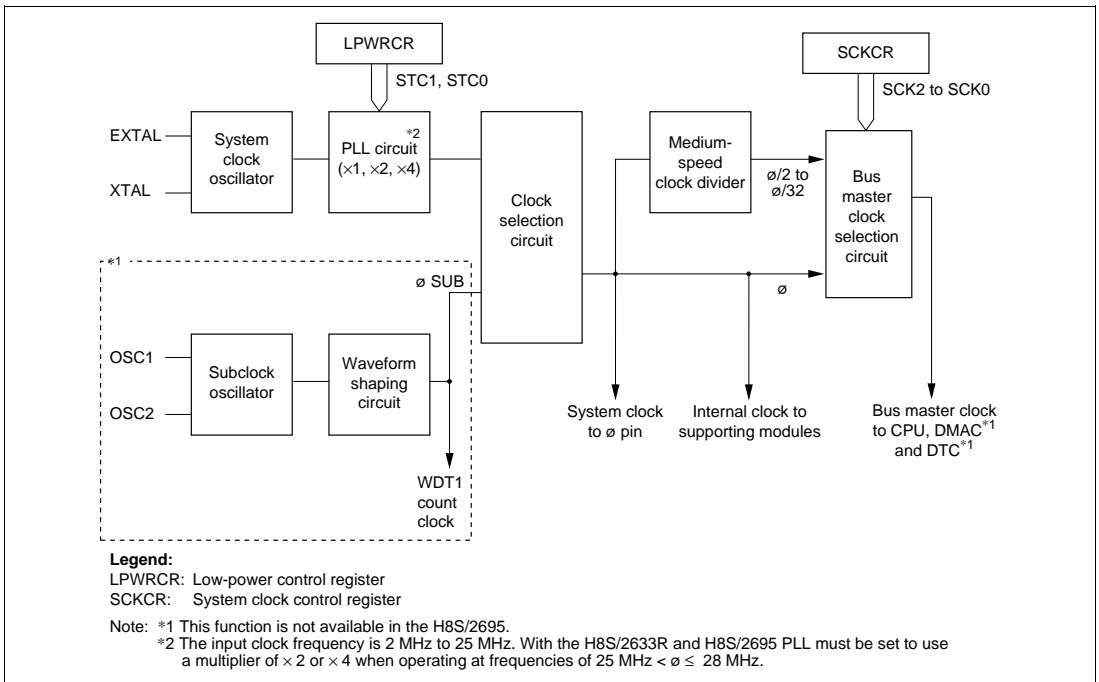 LPWRCR
STC1, STC0
SCKCR
SCK2 to SCK0
EXTAL
XTAL
System
clock
oscillator
*2
PLL circuit
(×1, ×2, ×4)
Clock
selection
circuit
Medium-
speed
clock divider
ø/2 to
ø/32
Bus
master
clock
selection
circuit
*1
ø SUB
ø
OSC1
OSC2
Subclock
oscillator
Waveform
shaping
circuit
WDT1
count
clock
System clock
to ø pin
Internal clock to
supporting modules
Bus master clock
to CPU, DMAC*1
and DTC*1
Legend:
LPWRCR: Low-power control register
SCKCR: System clock control register
Note: *1 This function is not available in the H8S/2695.
*2 The input clock frequency is 2 MHz to 25 MHz. With the H8S/2633R and H8S/2695 PLL must be set to use
a multiplier of × 2 or × 4 when operating at frequencies of 25 MHz < ø ≤ 28 MHz.